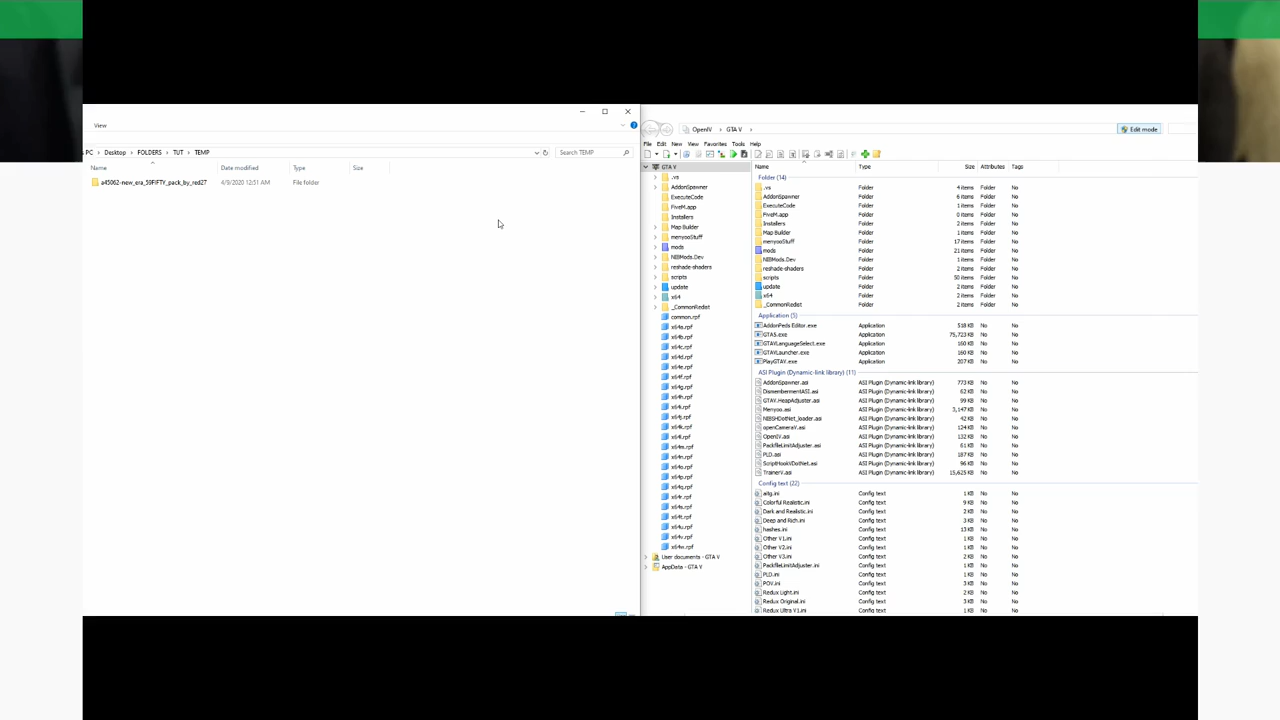 View
PC > Desktop > FOLDERS > TUT > TEMP
Search TEMP
Name Date modified Type Size
a45062-new_era_59FIFTY_pack_by_red27 4/9/2020 12:51 AM File folder
OpenIV > GTA V >
Edit mode
File Edit New View Favorites Tools Help
GTA V
.vs
AddonSpawner
ExecuteCode
FiveM.app
Installers
Map Builder
menyooStuff
mods
NIBMods.Dev
reshade-shaders
scripts
update
x64
_CommonRedist
common.rpf
x64a.rpf
x64b.rpf
x64c.rpf
x64d.rpf
x64e.rpf
x64f.rpf
x64g.rpf
x64h.rpf
x64i.rpf
x64j.rpf
x64k.rpf
x64l.rpf
x64m.rpf
x64n.rpf
x64o.rpf
x64p.rpf
x64q.rpf
x64r.rpf
x64s.rpf
x64t.rpf
x64u.rpf
x64v.rpf
x64w.rpf
User documents - GTA V
AppData - GTA V
Name Type Size Attributes Tags
Folder (14)
.vs Folder 4 items Folder No
AddonSpawner Folder 6 items Folder No
ExecuteCode Folder 1 items Folder No
FiveM.app Folder 0 items Folder No
Installers Folder 2 items Folder No
Map Builder Folder 1 items Folder No
menyooStuff Folder 17 items Folder No
mods Folder 21 items Folder No
NIBMods.Dev Folder 1 items Folder No
reshade-shaders Folder 2 items Folder No
scripts Folder 50 items Folder No
update Folder 2 items Folder No
x64 Folder 2 items Folder No
_CommonRedist Folder 2 items Folder No
Application (5)
AddonPeds Editor.exe Application 518 KB No No
GTA5.exe Application 75,723 KB No No
GTAVLanguageSelect.exe Application 160 KB No No
GTAVLauncher.exe Application 160 KB No No
PlayGTAV.exe Application 207 KB No No
ASI Plugin (Dynamic-link library) (11)
AddonSpawner.asi ASI Plugin (Dynamic-link library) 773 KB No No
DismembermentASI.asi ASI Plugin (Dynamic-link library) 62 KB No No
GTAV.HeapAdjuster.asi ASI Plugin (Dynamic-link library) 99 KB No No
Menyoo.asi ASI Plugin (Dynamic-link library) 3,147 KB No No
NIBSHDotNet_loader.asi ASI Plugin (Dynamic-link library) 418 KB No No
openCameraV.asi ASI Plugin (Dynamic-link library) 124 KB No No
OpenIV.asi ASI Plugin (Dynamic-link library) 132 KB No No
PackfileLimitAdjuster.asi ASI Plugin (Dynamic-link library) 61 KB No No
PLD.asi ASI Plugin (Dynamic-link library) 187 KB No No
ScriptHookVDotNet.asi ASI Plugin (Dynamic-link library) 96 KB No No
TrainerV.asi ASI Plugin (Dynamic-link library) 15,625 KB No No
Config text (22)
aitg.ini Config text 1 KB No No
Colorful Realistic.ini Config text 9 KB No No
Dark and Realistic.ini Config text 2 KB No No
Deep and Rich.ini Config text 3 KB No No
hashes.ini Config text 13 KB No No
Other V1.ini Config text 1 KB No No
Other V2.ini Config text 1 KB No No
Other V3.ini Config text 2 KB No No
PackfileLimitAdjuster.ini Config text 1 KB No No
PLD.ini Config text 1 KB No No
POV.ini Config text 3 KB No No
Redux Light.ini Config text 3 KB No No
Redux Original.ini Config text 3 KB No No
Redux Ultra V1.ini Config text 3 KB No No